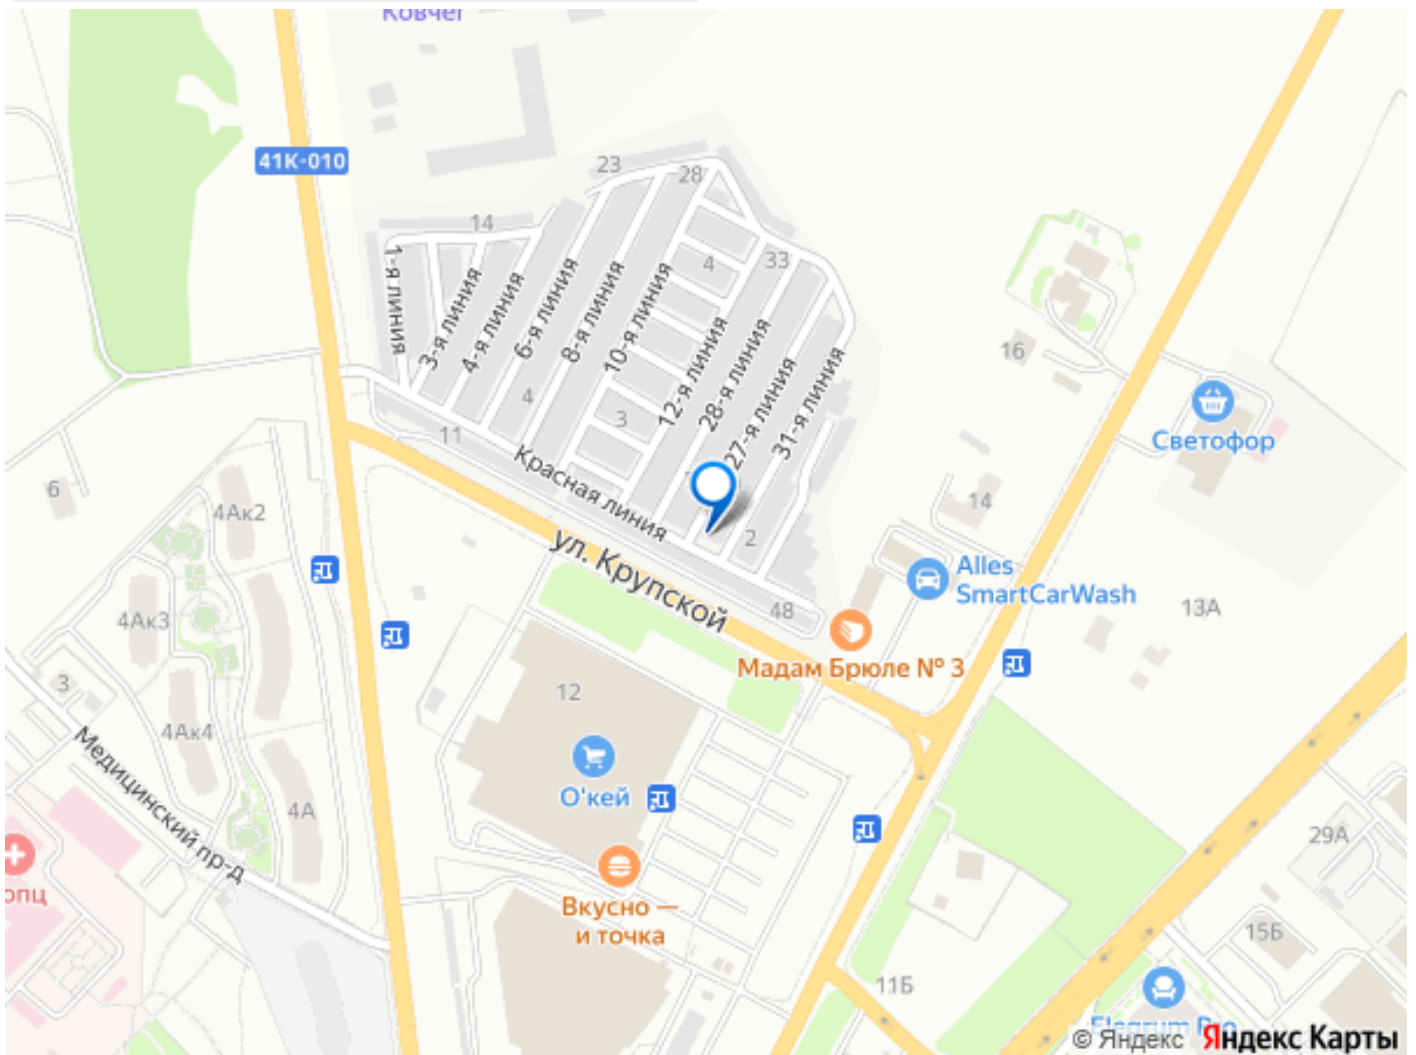 Ковчег
41К-010
23
28
14
33
4
1-я линия
3-я линия
4-я линия
6-я линия
8-я линия
10-я линия
12-я линия
28-я линия
27-я линия
31-я линия
16
Светофор
4
3
11
Красная линия
6
4Ак2
14
2
ул. Крупской
Alles
SmartCarWash
4Ак3
48
13А
Мадам Брюле № 3
3
12
4Ак4
Медицинский пр-д
О'кей
4А
29А
опц
Вкусно —
и точка
15Б
11Б
Elegrum Pro
© Яндекс Яндекс Карты